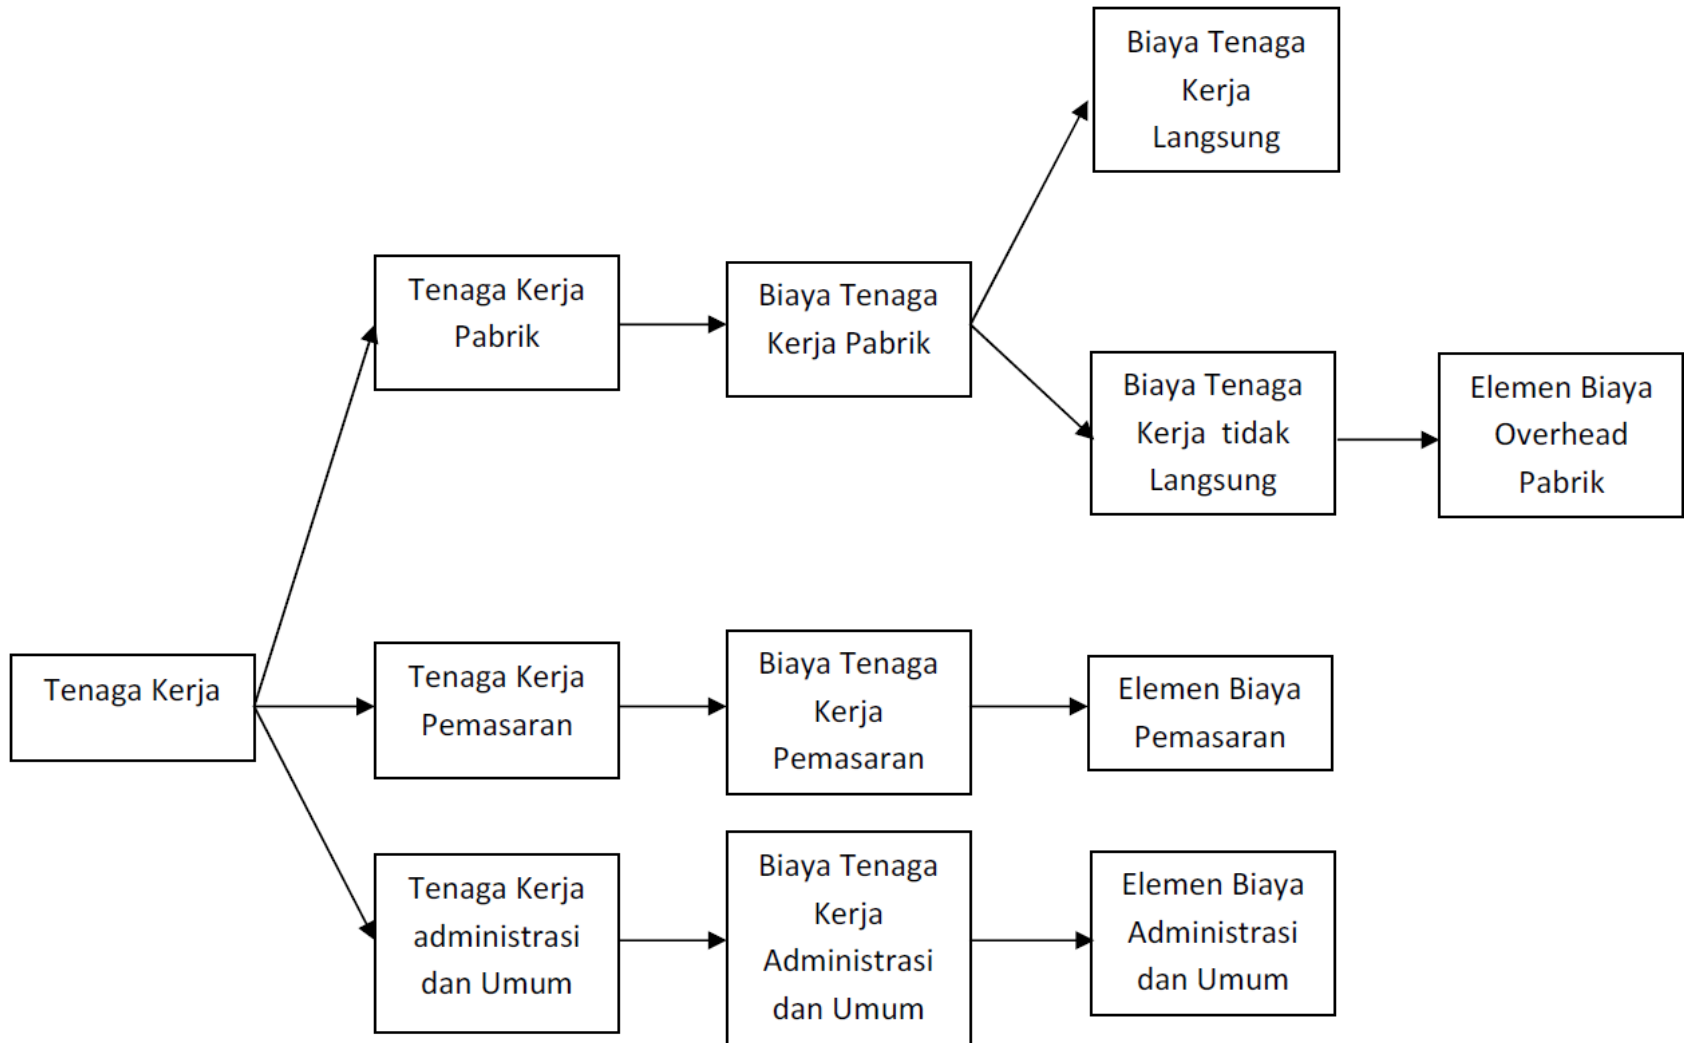 Biaya Tenaga
Kerja
Langsung
Tenaga Kerja
Pabrik
Biaya Tenaga
Kerja Pabrik
Biaya Tenaga
Kerja  tidak
Langsung
Elemen Biaya
Overhead
Pabrik
Tenaga Kerja
Tenaga Kerja
Pemasaran
Biaya Tenaga
Kerja
Pemasaran
Elemen Biaya
Pemasaran
Tenaga Kerja
administrasi
dan Umum
Biaya Tenaga
Kerja
Administrasi
dan Umum
Elemen Biaya
Administrasi
dan Umum